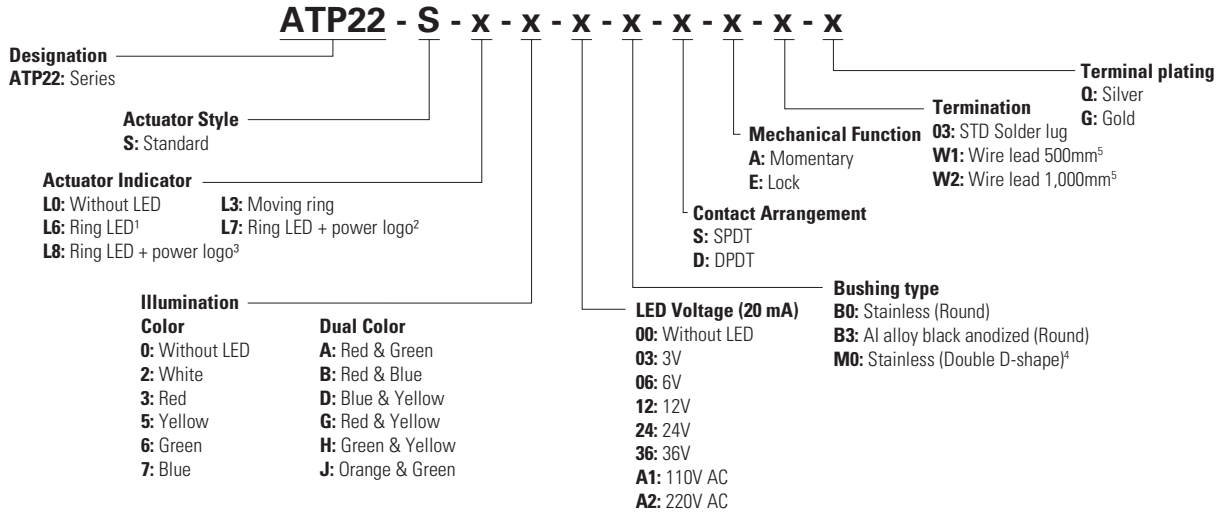 ATP22 - S - x - x - x - x - x - x - x - x
Designation
ATP22: Series
Actuator Style
S: Standard
Actuator Indicator
L0: Without LED
L3: Moving ring
L6: Ring LED¹
L7: Ring LED + power logo²
L8: Ring LED + power logo³
Illumination
Color
0: Without LED
2: White
3: Red
5: Yellow
6: Green
7: Blue
Dual Color
A: Red & Green
B: Red & Blue
D: Blue & Yellow
G: Red & Yellow
H: Green & Yellow
J: Orange & Green
LED Voltage (20 mA)
00: Without LED
03: 3V
06: 6V
12: 12V
24: 24V
36: 36V
A1: 110V AC
A2: 220V AC
Bushing type
B0: Stainless (Round)
B3: Al alloy black anodized (Round)
M0: Stainless (Double D-shape)⁴
Contact Arrangement
S: SPDT
D: DPDT
Mechanical Function
A: Momentary
E: Lock
Termination
03: STD Solder lug
W1: Wire lead 500mm⁵
W2: Wire lead 1,000mm⁵
Terminal plating
Q: Silver
G: Gold